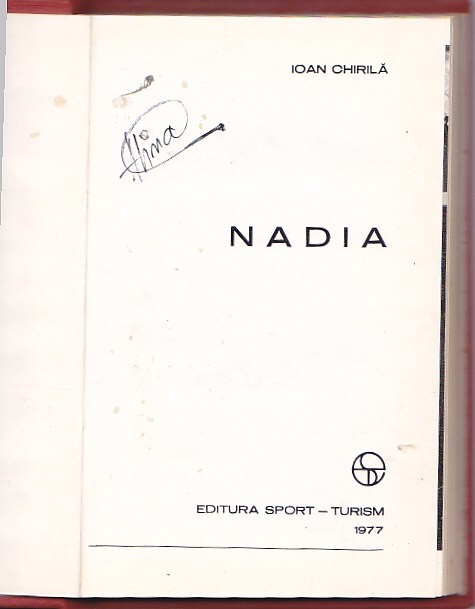 IOAN CHIRILĂ
NADIA
EDITURA SPORT – TURISM
1977